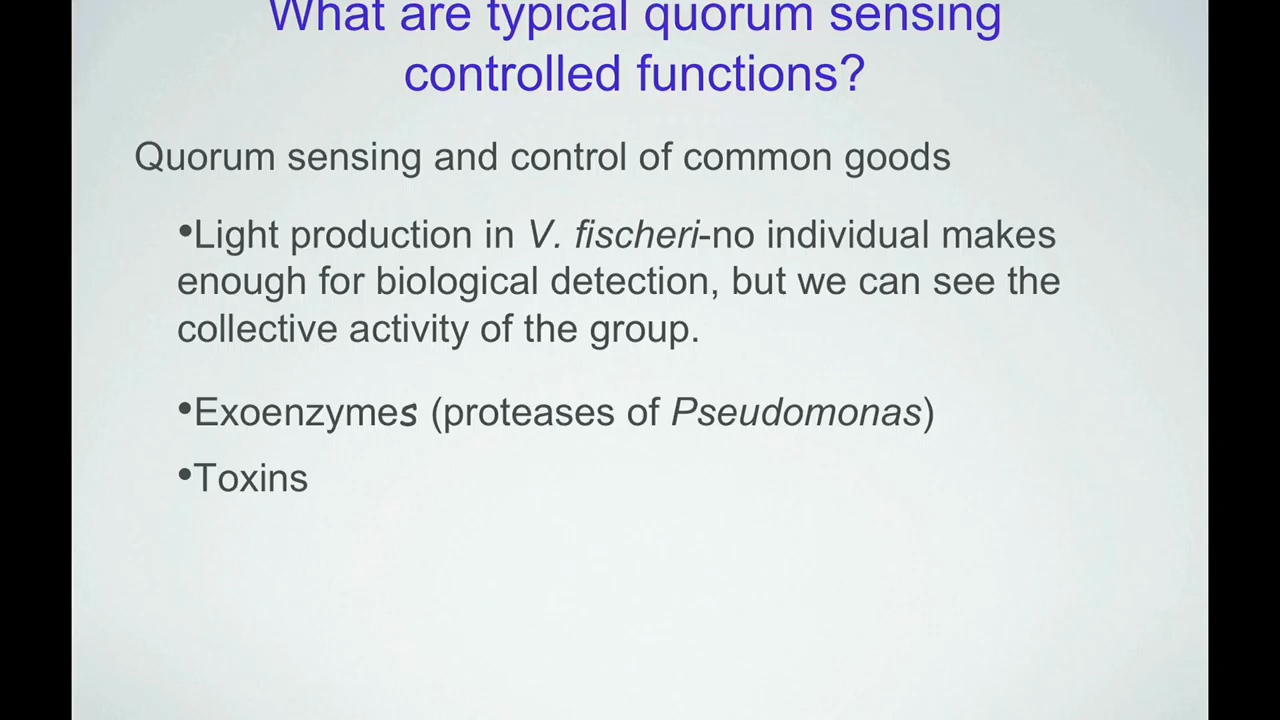 What are typical quorum sensing
controlled functions?
Quorum sensing and control of common goods
•Light production in V. fischeri-no individual makes
enough for biological detection, but we can see the
collective activity of the group.
•Exoenzymes (proteases of Pseudomonas)
•Toxins